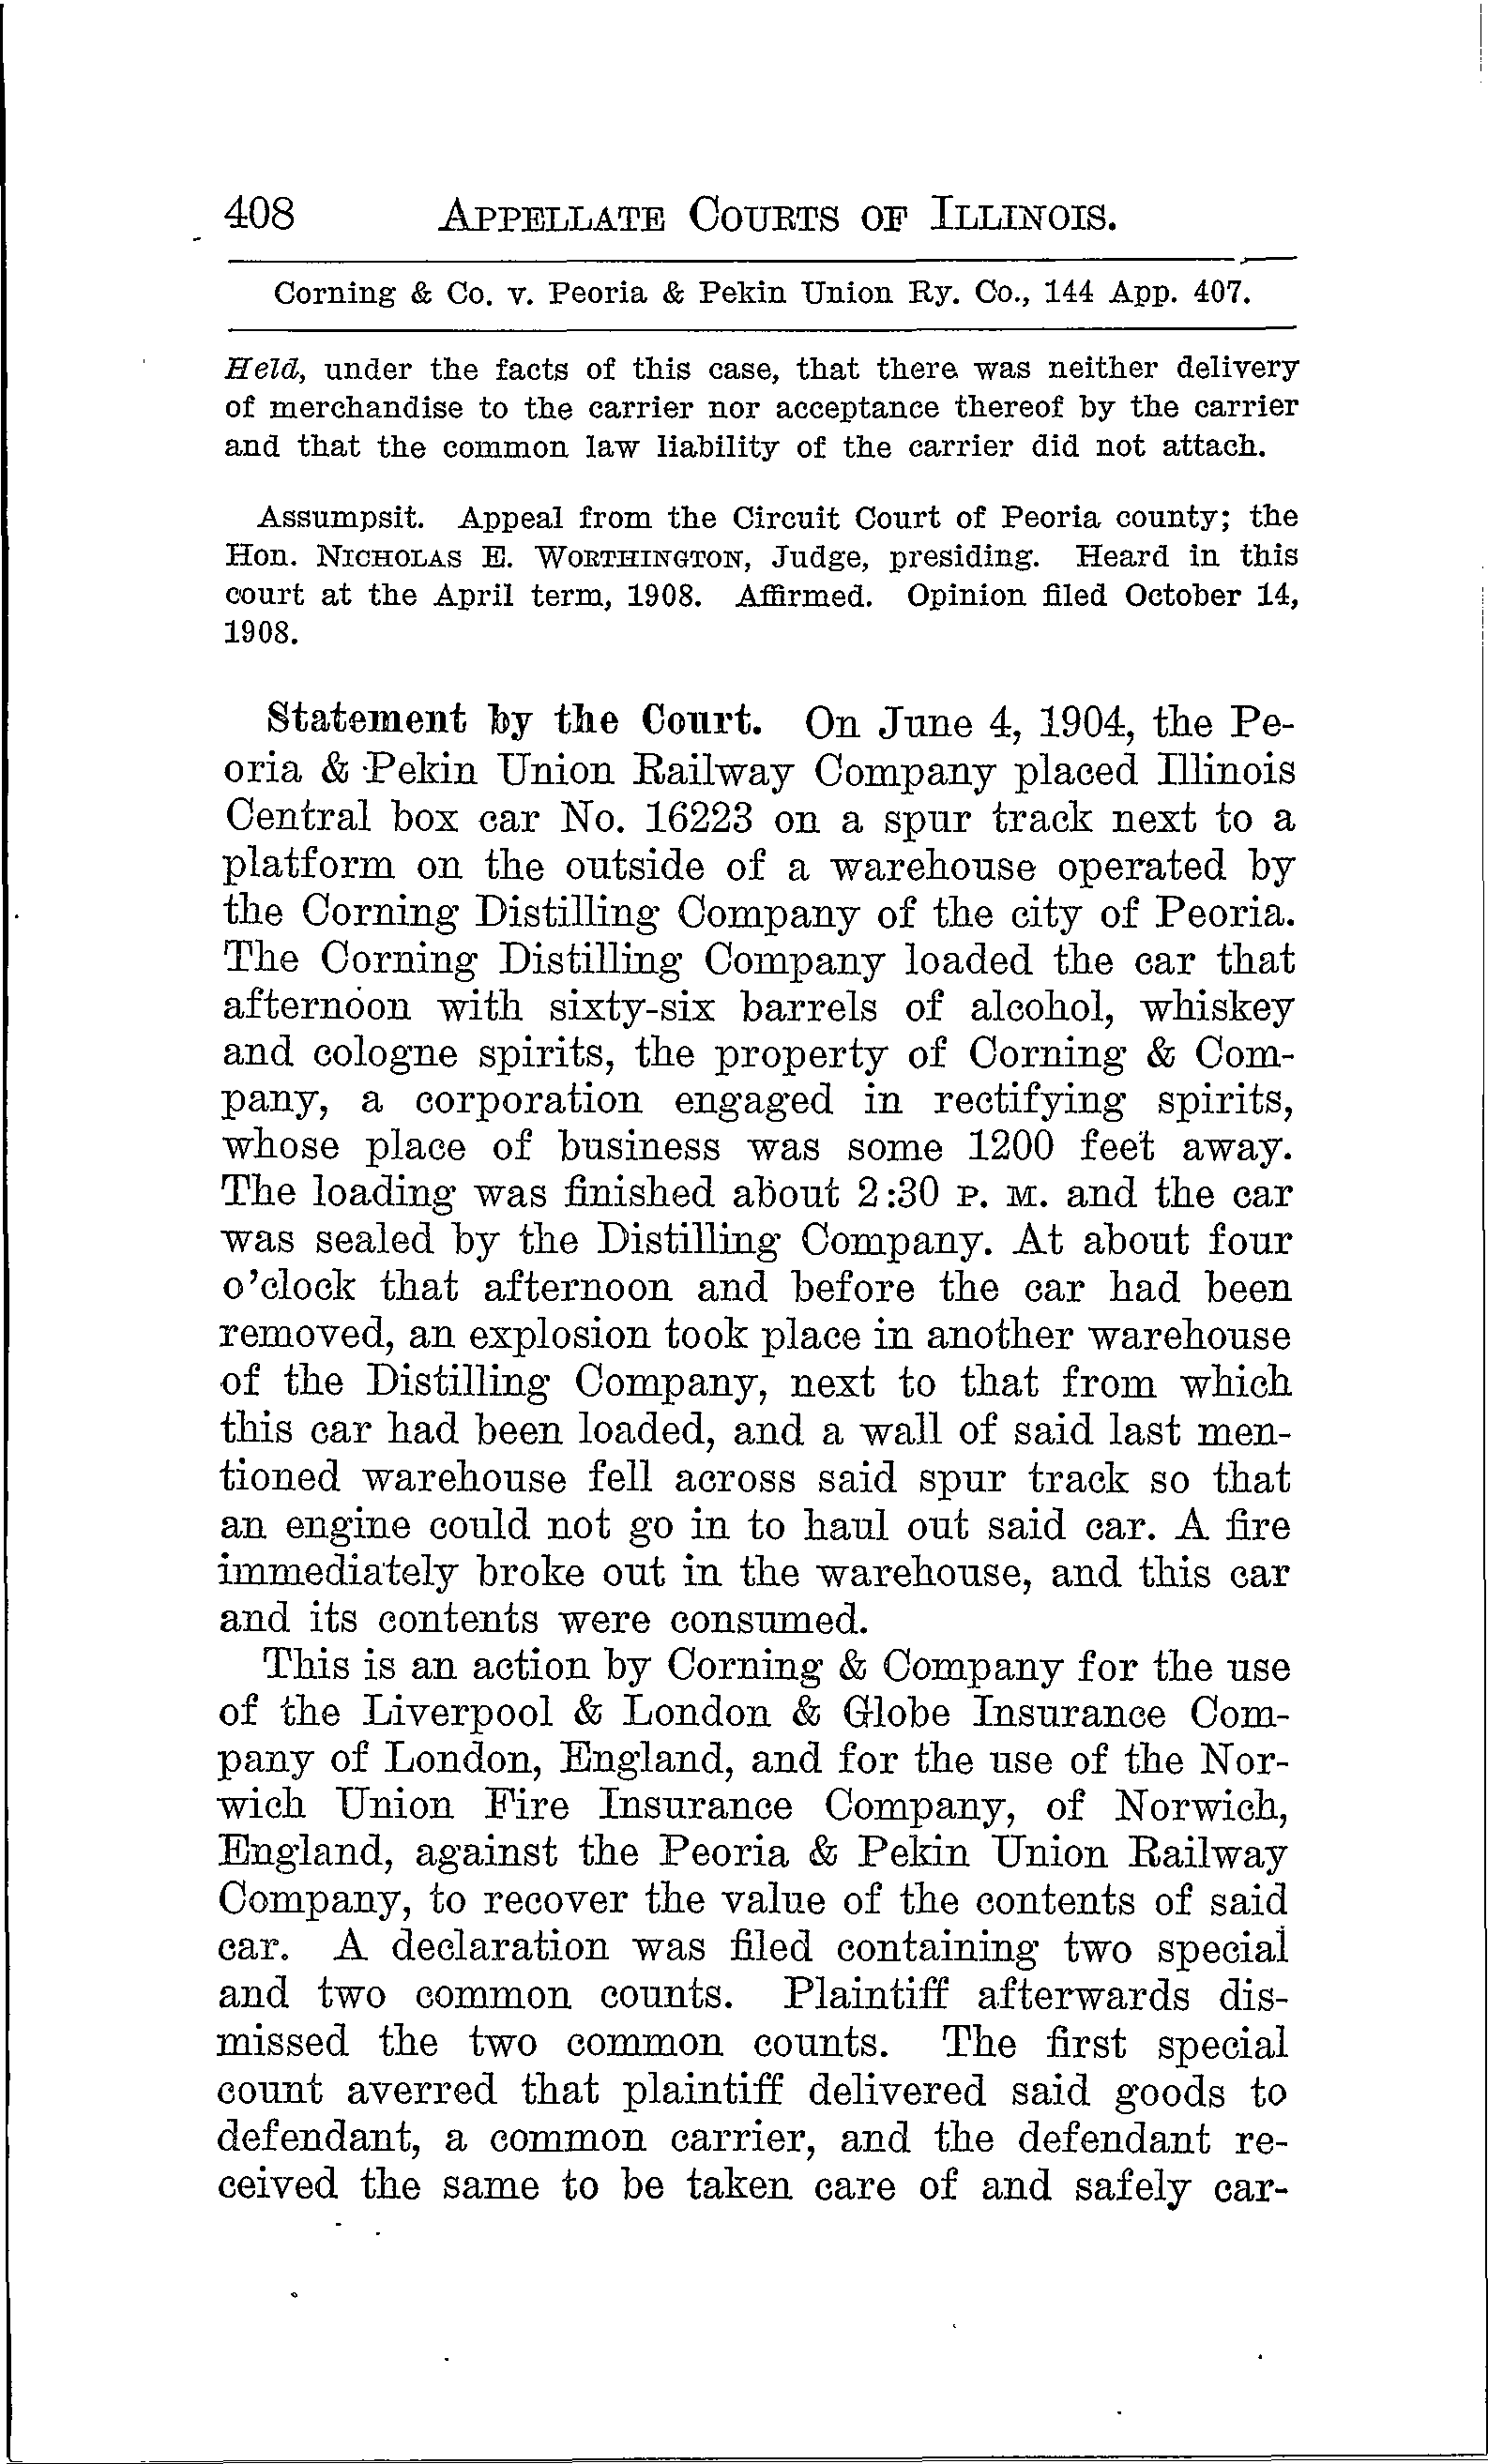 408 APPELLATE COURTS OF ILLINOIS.
Corning & Co. v. Peoria & Pekin Union Ry. Co., 144 App. 407.
Held, under the facts of this case, that there was neither delivery
of merchandise to the carrier nor acceptance thereof by the carrier
and that the common law liability of the carrier did not attach.
Assumpsit. Appeal from the Circuit Court of Peoria county; the
Hon. NICHOLAS E. WORTHINGTON, Judge, presiding. Heard in this
court at the April term, 1908. Affirmed. Opinion filed October 14,
1908.
Statement by the Court. On June 4, 1904, the Pe-
oria & Pekin Union Railway Company placed Illinois
Central box car No. 16223 on a spur track next to a
platform on the outside of a warehouse operated by
the Corning Distilling Company of the city of Peoria.
The Corning Distilling Company loaded the car that
afternoon with sixty-six barrels of alcohol, whiskey
and cologne spirits, the property of Corning & Com-
pany, a corporation engaged in rectifying spirits,
whose place of business was some 1200 feet away.
The loading was finished about 2:30 P. M. and the car
was sealed by the Distilling Company. At about four
o'clock that afternoon and before the car had been
removed, an explosion took place in another warehouse
of the Distilling Company, next to that from which
this car had been loaded, and a wall of said last men-
tioned warehouse fell across said spur track so that
an engine could not go in to haul out said car. A fire
immediately broke out in the warehouse, and this car
and its contents were consumed.
This is an action by Corning & Company for the use
of the Liverpool & London & Globe Insurance Com-
pany of London, England, and for the use of the Nor-
wich Union Fire Insurance Company, of Norwich,
England, against the Peoria & Pekin Union Railway
Company, to recover the value of the contents of said
car. A declaration was filed containing two special
and two common counts. Plaintiff afterwards dis-
missed the two common counts. The first special
count averred that plaintiff delivered said goods to
defendant, a common carrier, and the defendant re-
ceived the same to be taken care of and safely car-